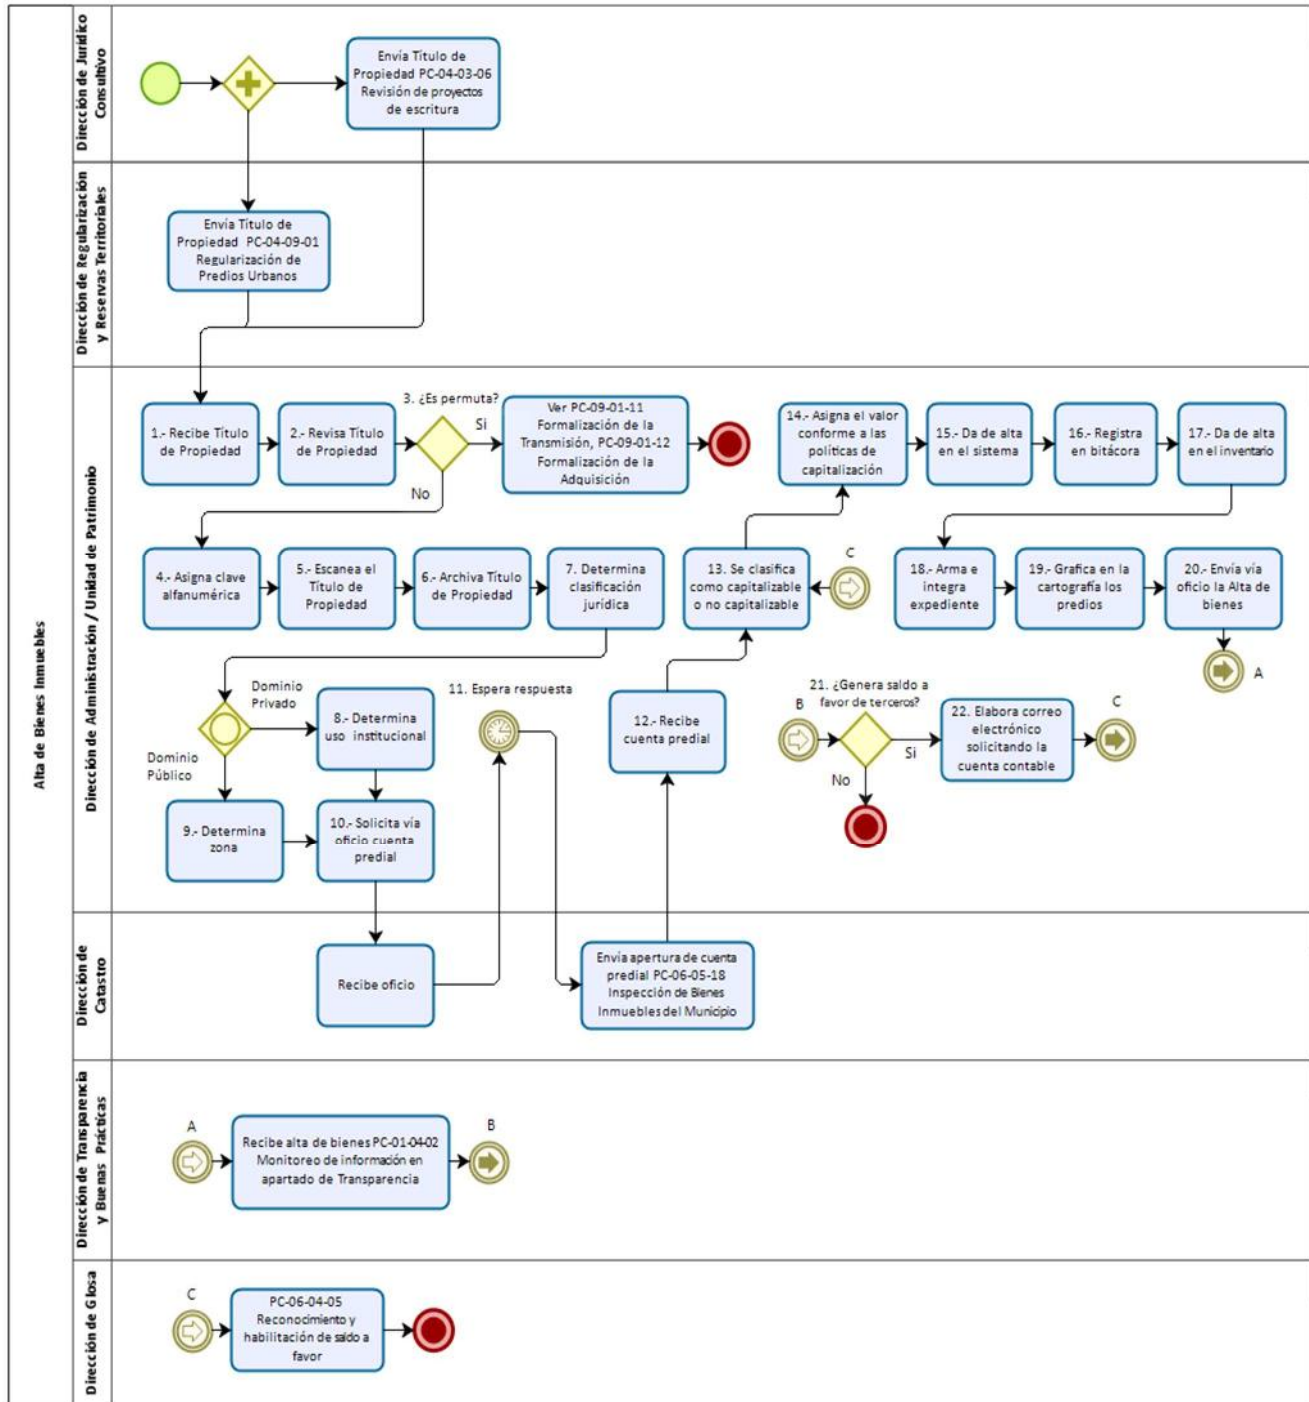 Alta de Bienes Inmuebles
Dirección de Jurídico
Consultivo
Envía Título de
Propiedad PC-04-03-06
Revisión de proyectos
de escritura
Dirección de Regularización
y Reservas Territoriales
Envía Título de
Propiedad PC-04-09-01
Regularización de
Predios Urbanos
Dirección de Administración / Unidad de Patrimonio
1.- Recibe Título
de Propiedad
2.- Revisa Título
de Propiedad
3. ¿Es permuta?
Si
No
Ver PC-09-01-11
Formalización de la
Transmisión, PC-09-01-12
Formalización de la
Adquisición
14.- Asigna el valor
conforme a las
políticas de
capitalización
15.- Da de alta
en el sistema
16.- Registra
en bitácora
17.- Da de alta
en el inventario
4.- Asigna clave
alfanumérica
5.- Escanea el
Título de
Propiedad
6.- Archiva Título
de Propiedad
7. Determina
clasificación
jurídica
13. Se clasifica
como capitalizable
o no capitalizable
C
18.- Arma e
integra
expediente
19.- Grafica en la
cartografía los
predios
20.- Envía vía
oficio la Alta de
bienes
A
Dominio
Privado
Dominio
Público
8.- Determina
uso institucional
11. Espera respuesta
12.- Recibe
cuenta predial
B
21. ¿Genera saldo a
favor de terceros?
Si
No
22. Elabora correo
electrónico
solicitando la
cuenta contable
C
9.- Determina
zona
10.- Solicita vía
oficio cuenta
predial
Dirección de
Catastro
Recibe oficio
Envía apertura de cuenta
predial PC-06-05-18
Inspección de Bienes
Inmuebles del Municipio
Dirección de Transparencia
y Buenas Prácticas
A
Recibe alta de bienes PC-01-04-02
Monitoreo de información en
apartado de Transparencia
B
Dirección de Glosa
C
PC-06-04-05
Reconocimiento y
habilitación de saldo a
favor